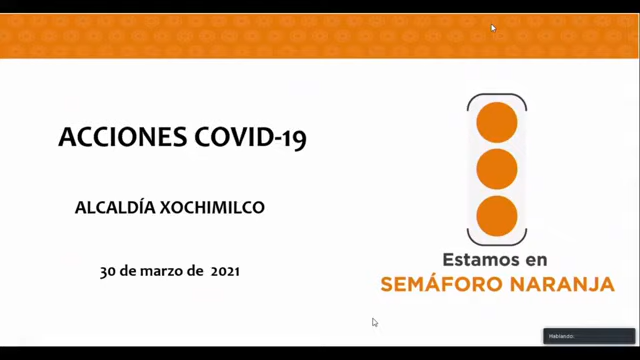 ACCIONES COVID-19
ALCALDÍA XOCHIMILCO
30 de marzo de 2021
Estamos en
SEMÁFORO NARANJA
Hablando: